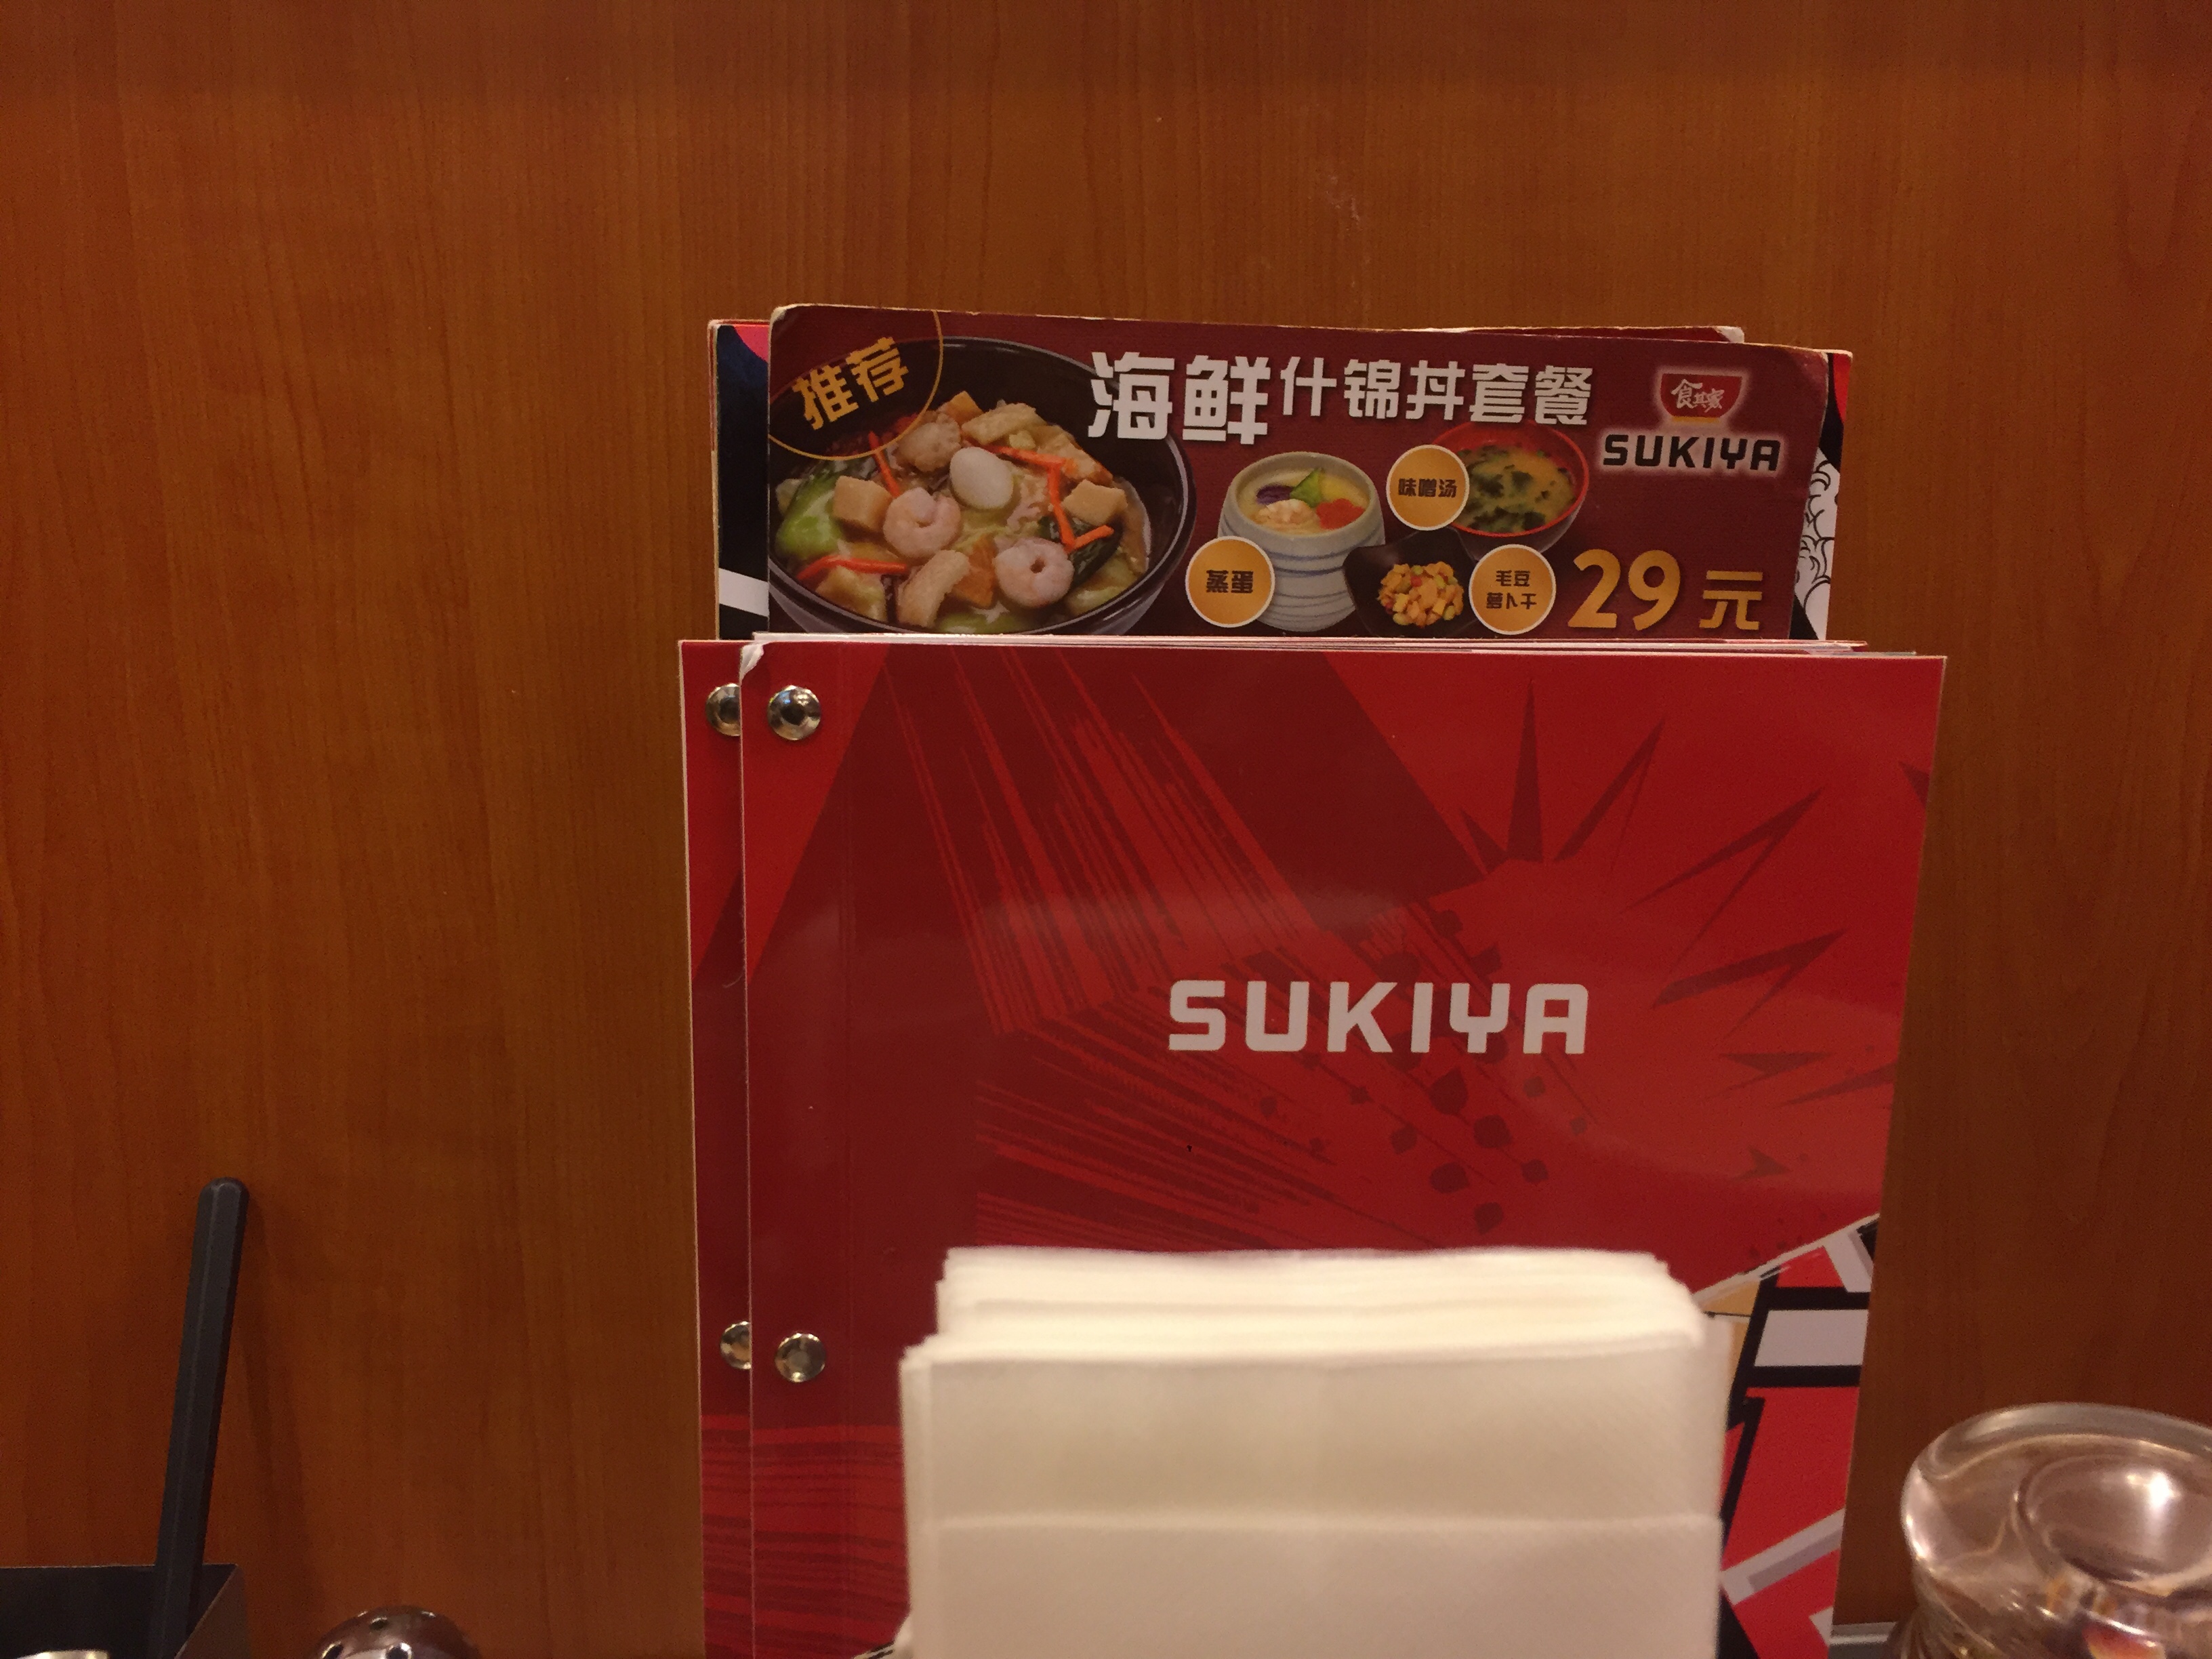 推荐
海鲜什锦丼套餐
食其家
SUKIYA
味噌汤
蒸蛋
毛豆
萝卜干
29元
SUKIYA